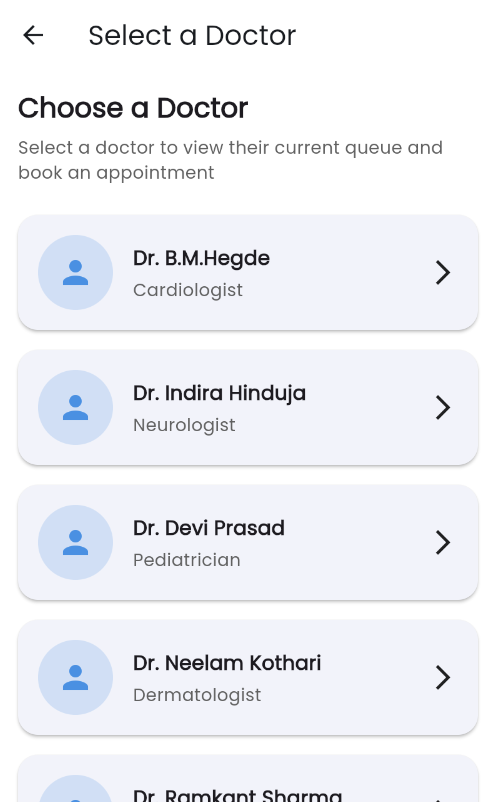 Select a Doctor
Choose a Doctor
Select a doctor to view their current queue and
book an appointment
Dr. B.M.Hegde
Cardiologist
Dr. Indira Hinduja
Neurologist
Dr. Devi Prasad
Pediatrician
Dr. Neelam Kothari
Dermatologist
Dr. Ramkant Sharma